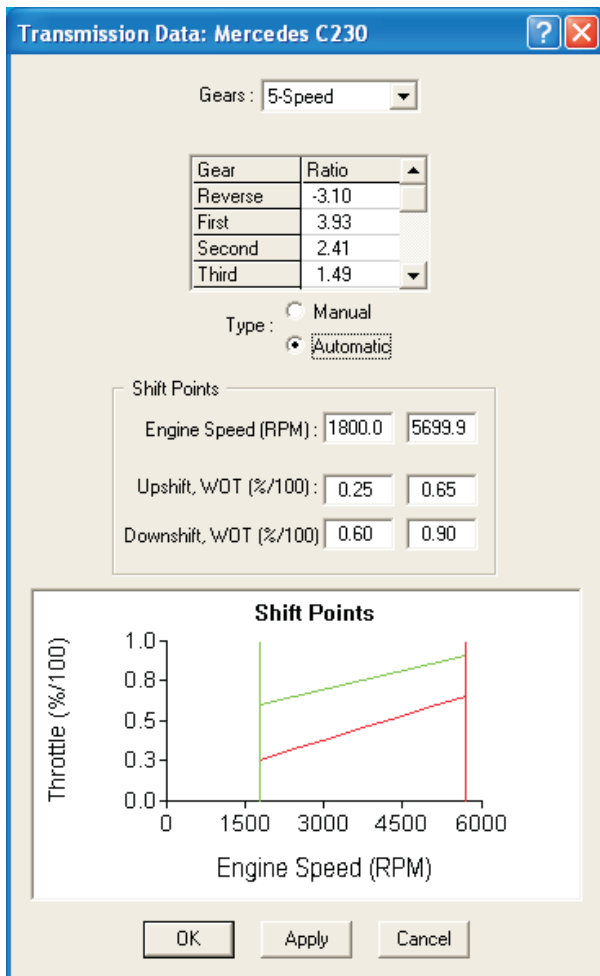 Transmission Data: Mercedes C230
Gears : 5-Speed
Gear Ratio
Reverse -3.10
First 3.93
Second 2.41
Third 1.49
Type : Manual
Automatic
Shift Points
Engine Speed (RPM) : 1800.0 5699.9
Upshift, WOT (%/100) : 0.25 0.65
Downshift, WOT (%/100) 0.60 0.90
Shift Points
Throttle (%/100)
1.0
0.8
0.5
0.3
0.0
0 1500 3000 4500 6000
Engine Speed (RPM)
OK Apply Cancel